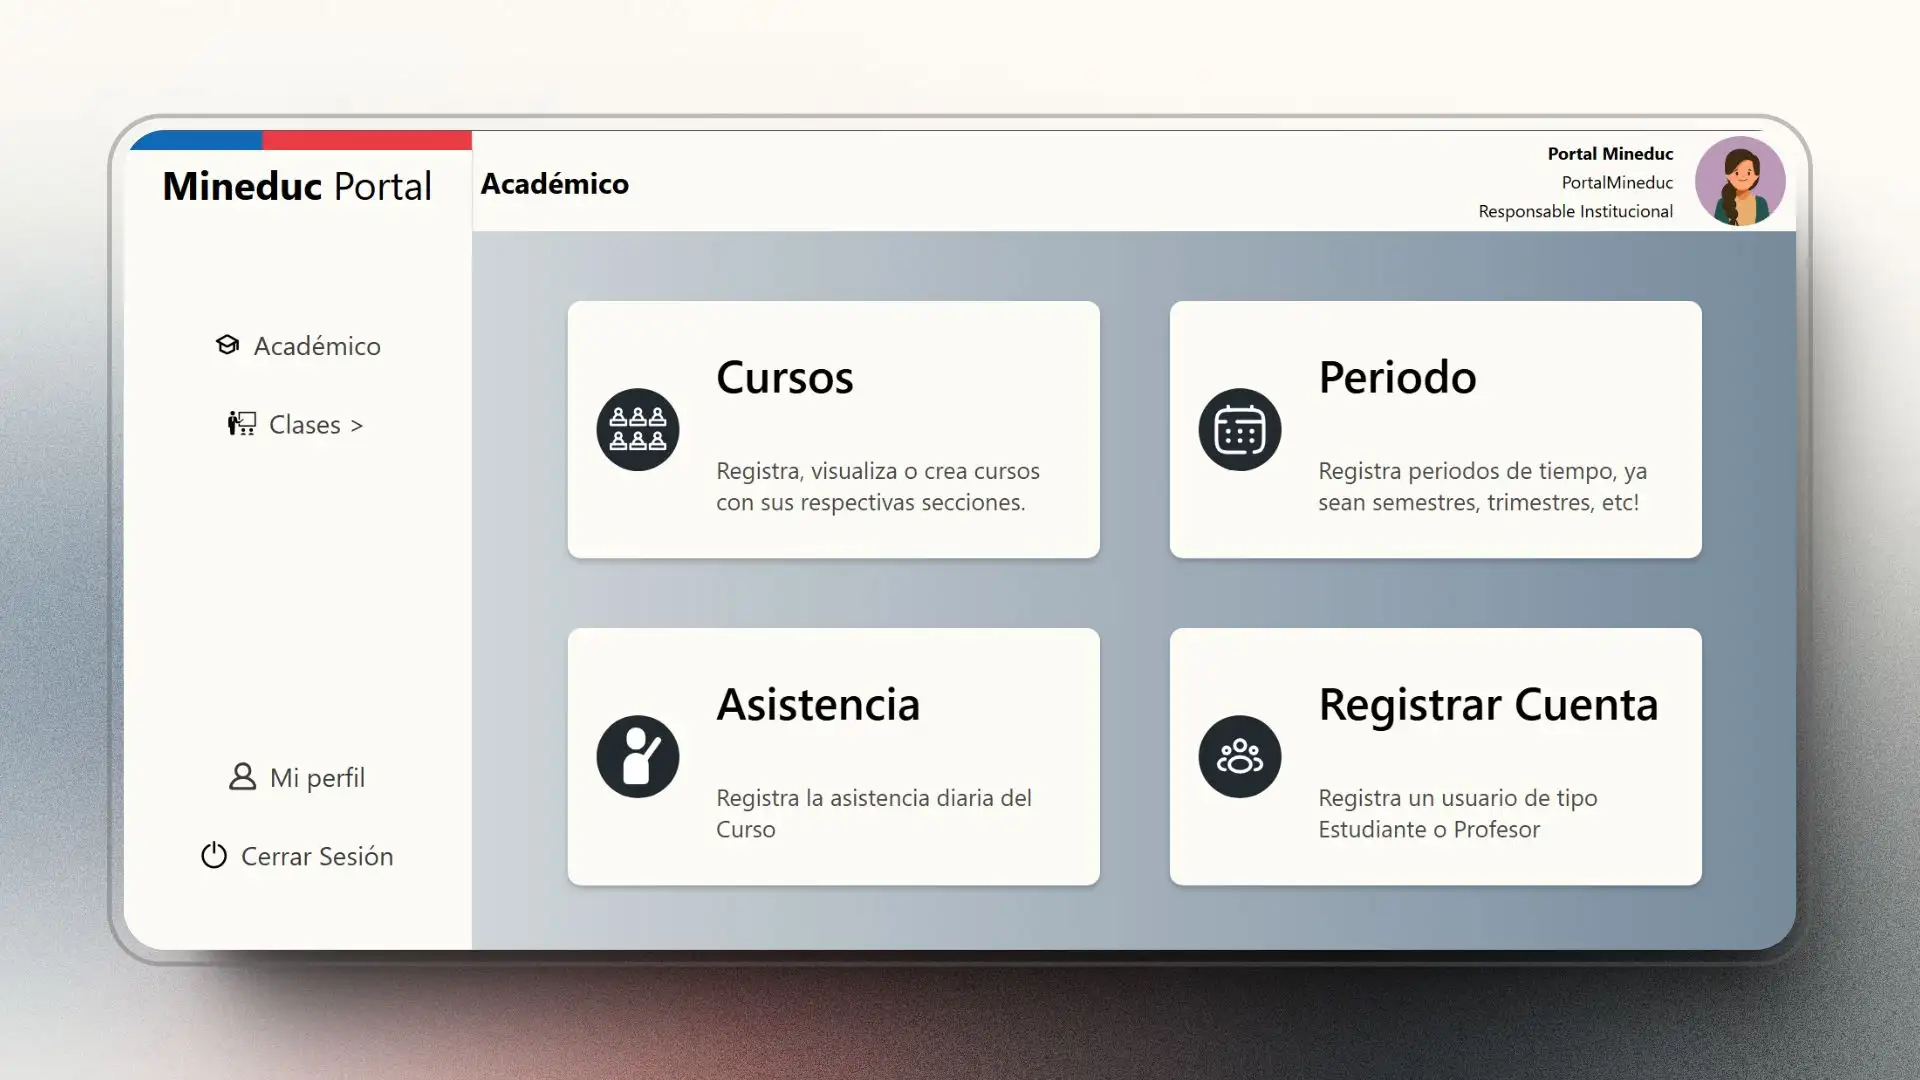 Mineduc Portal
Académico
Portal Mineduc
PortalMineduc
Responsable Institucional
Académico
Clases >
Mi perfil
Cerrar Sesión
Cursos
Registra, visualiza o crea cursos
con sus respectivas secciones.
Periodo
Registra periodos de tiempo, ya
sean semestres, trimestres, etc!
Asistencia
Registra la asistencia diaria del
Curso
Registrar Cuenta
Registra un usuario de tipo
Estudiante o Profesor